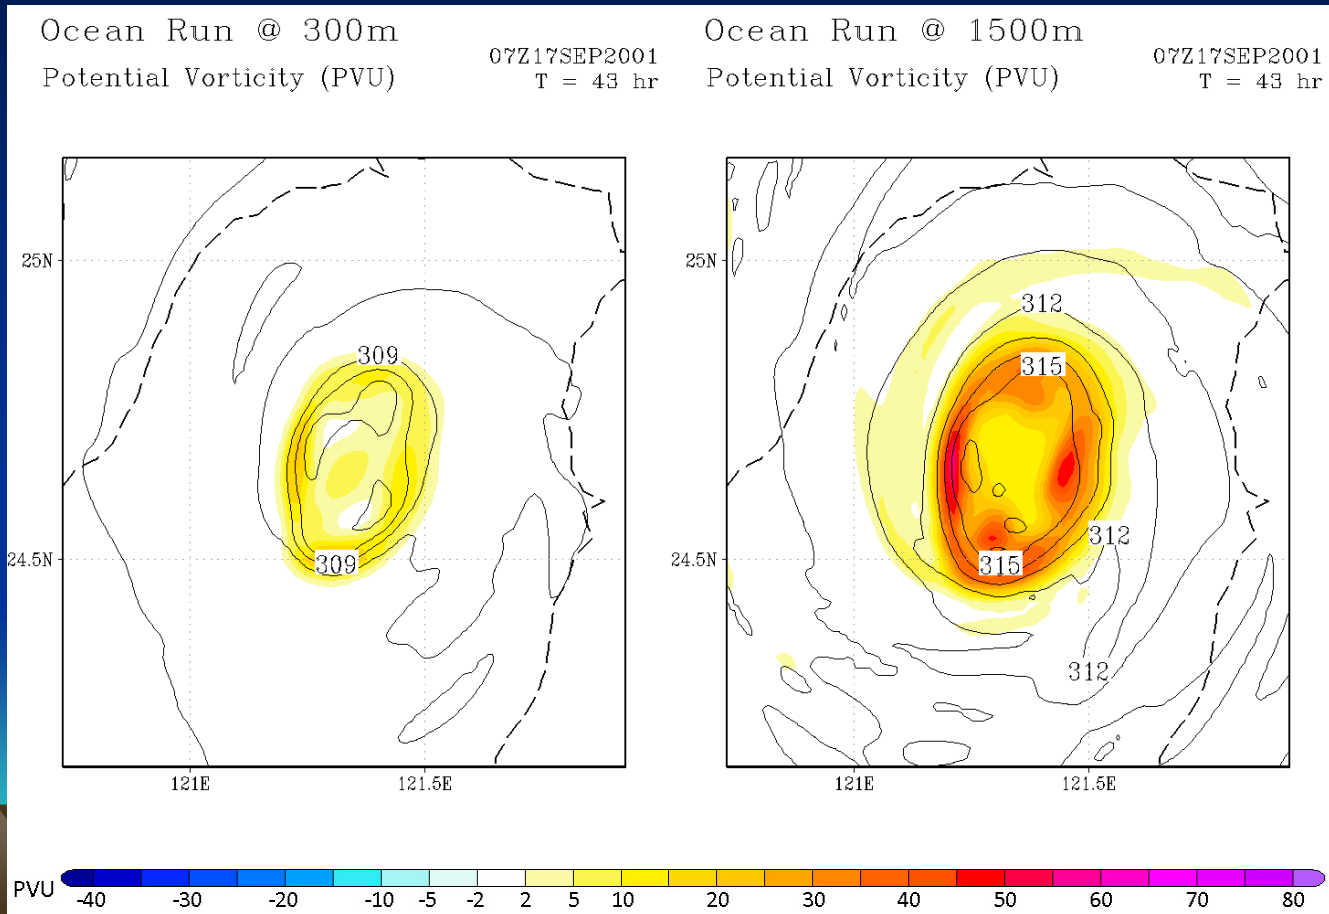 Ocean Run @ 300m
07Z17SEP2001
Potential Vorticity (PVU)
T = 43 hr
25N
24.5N
121E
121.5E
309
309
Ocean Run @ 1500m
07Z17SEP2001
Potential Vorticity (PVU)
T = 43 hr
25N
24.5N
121E
121.5E
312
315
312
315
312
PVU
-40 -30 -20 -10 -5 -2 2 5 10 20 30 40 50 60 70 80